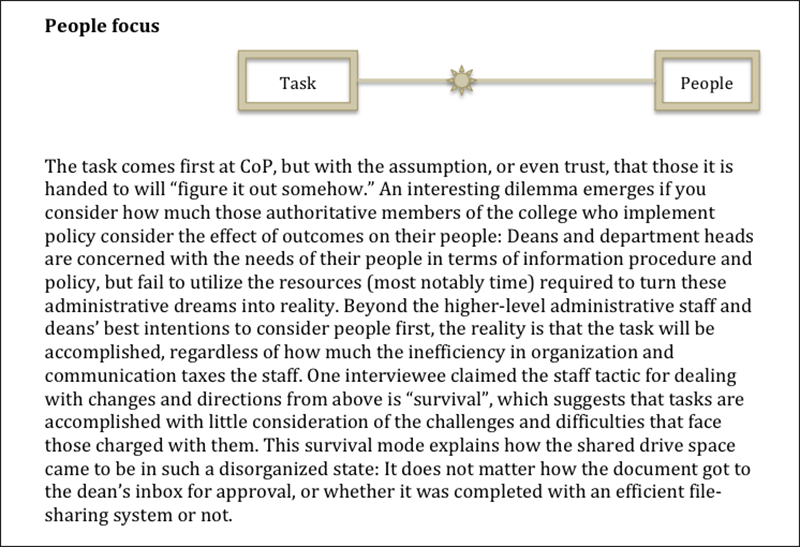 People focus
Task
People
The task comes first at CoP, but with the assumption, or even trust, that those it is
handed to will “figure it out somehow.” An interesting dilemma emerges if you
consider how much those authoritative members of the college who implement
policy consider the effect of outcomes on their people: Deans and department heads
are concerned with the needs of their people in terms of information procedure and
policy, but fail to utilize the resources (most notably time) required to turn these
administrative dreams into reality. Beyond the higher-level administrative staff and
deans’ best intentions to consider people first, the reality is that the task will be
accomplished, regardless of how much the inefficiency in organization and
communication taxes the staff. One interviewee claimed the staff tactic for dealing
with changes and directions from above is “survival”, which suggests that tasks are
accomplished with little consideration of the challenges and difficulties that face
those charged with them. This survival mode explains how the shared drive space
came to be in such a disorganized state: It does not matter how the document got to
the dean’s inbox for approval, or whether it was completed with an efficient file-
sharing system or not.